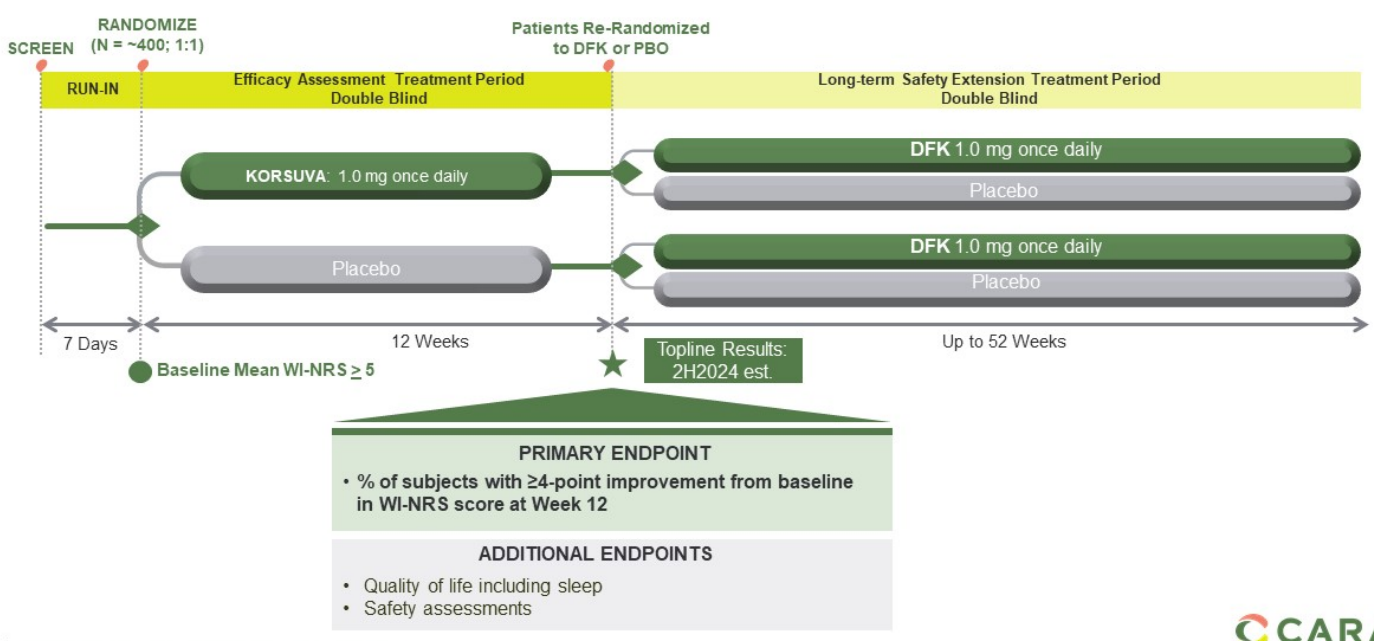 SCREEN
RANDOMIZE
(N = ~400; 1:1)
Patients Re-Randomized
to DFK or PBO
RUN-IN
Efficacy Assessment Treatment Period
Double Blind
Long-term Safety Extension Treatment Period
Double Blind
KORSUVA: 1.0 mg once daily
DFK 1.0 mg once daily
Placebo
Placebo
DFK 1.0 mg once daily
Placebo
7 Days
12 Weeks
Up to 52 Weeks
Baseline Mean WI-NRS ≥ 5
Topline Results:
2H2024 est.
PRIMARY ENDPOINT
• % of subjects with ≥4-point improvement from baseline
in WI-NRS score at Week 12
ADDITIONAL ENDPOINTS
• Quality of life including sleep
• Safety assessments
CARA